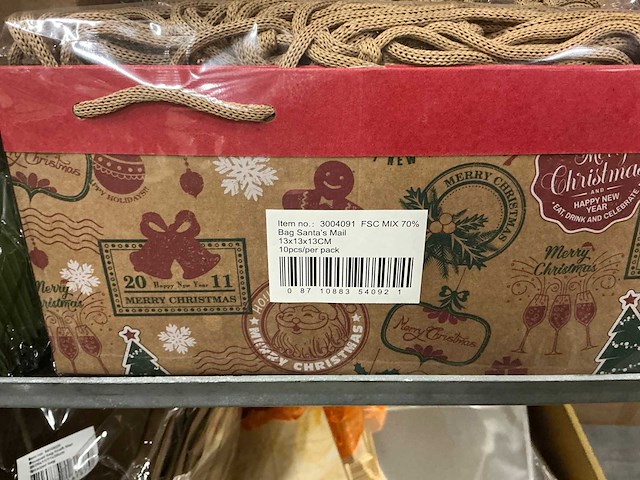 Christmas
HAPPY HOLIDAYS!
NEW
MERRY CHRISTMAS
Merry
Christmas
AND
HAPPY NEW
YEAR
EAT, DRINK AND CELEBRATE
Item no.: 3004091 FSC MIX 70%
Bag Santa's Mail
13x13x13CM
10pcs/per pack
0 87 10883 54092 1
20 Happy New Year 11
MERRY CHRISTMAS
Merry
Christmas
Merry
Christmas
MERRY CHRISTMAS
Merry Christmas